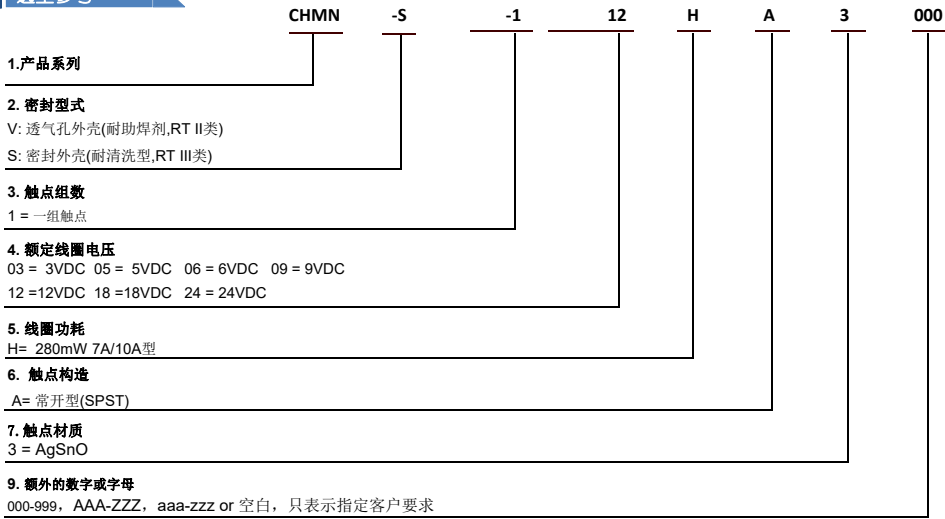 CHMN -S -1 12 H A 3 000
1.产品系列
2. 密封型式
V: 透气孔外壳(耐助焊剂,RT II类)
S: 密封外壳(耐清洗型,RT III类)
3. 触点组数
1 = 一组触点
4. 额定线圈电压
03 = 3VDC 05 = 5VDC 06 = 6VDC 09 = 9VDC
12 =12VDC 18 =18VDC 24 = 24VDC
5. 线圈功耗
H= 280mW 7A/10A型
6. 触点构造
A= 常开型(SPST)
7. 触点材质
3 = AgSnO
9. 额外的数字或字母
000-999，AAA-ZZZ，aaa-zzz or 空白，只表示指定客户要求